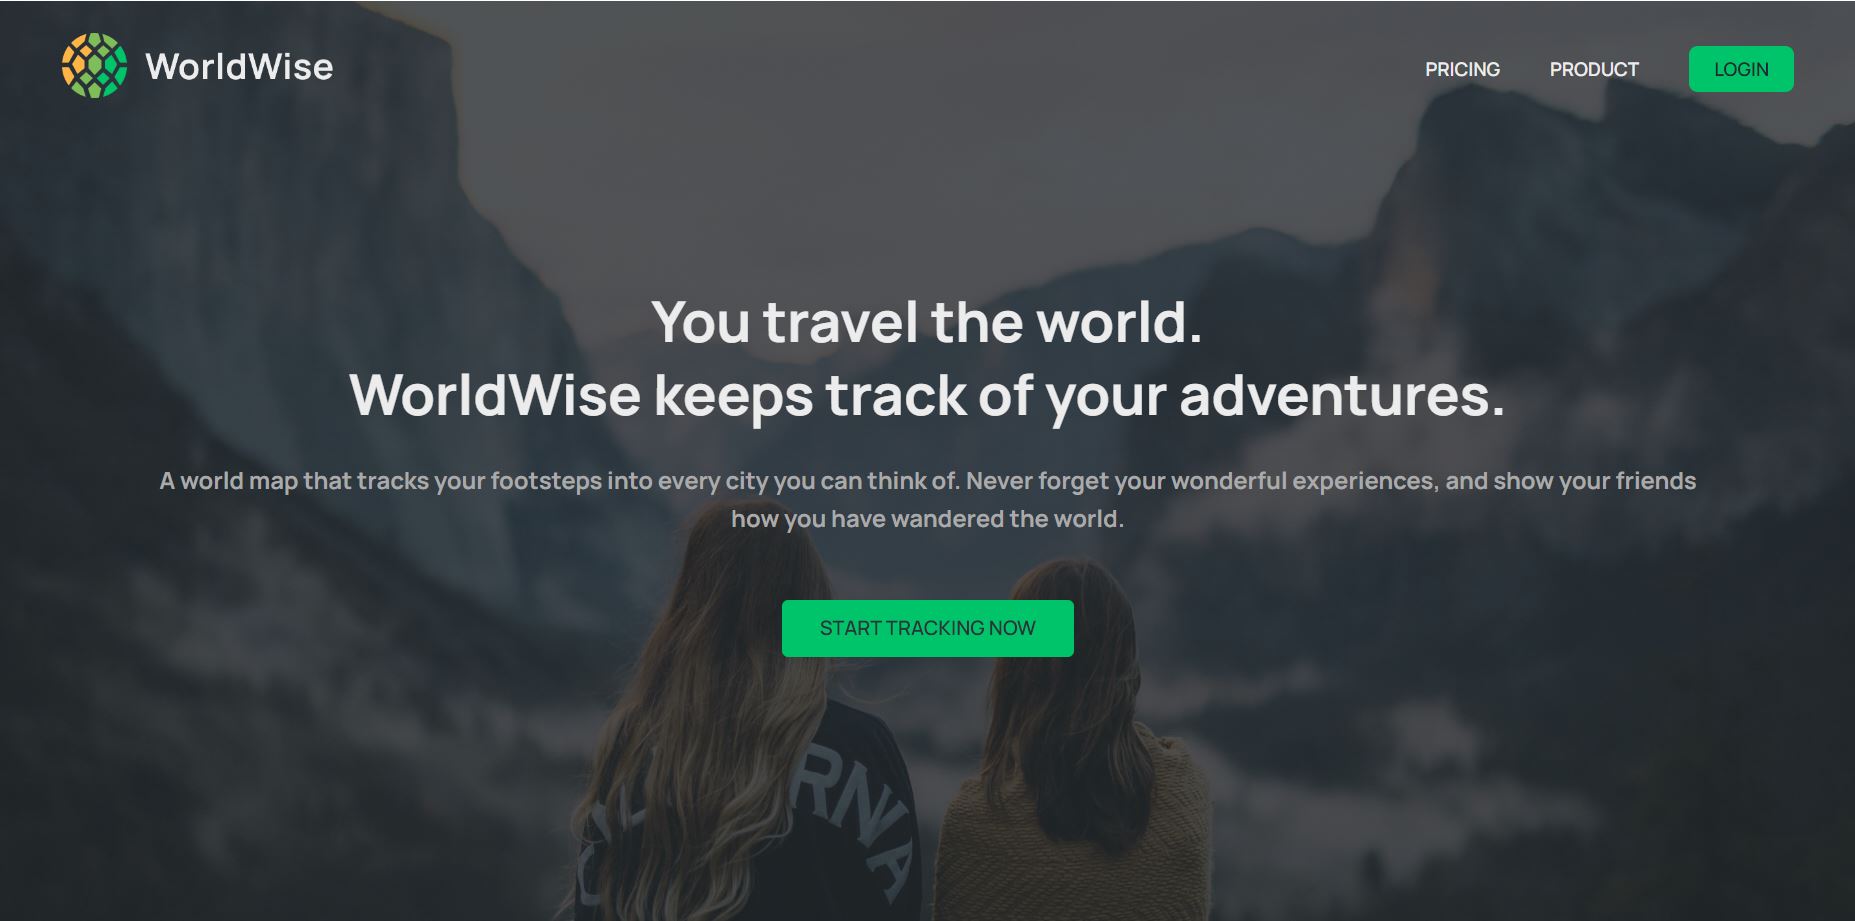 WorldWise
PRICING
PRODUCT
LOGIN
You travel the world.
WorldWise keeps track of your adventures.
A world map that tracks your footsteps into every city you can think of. Never forget your wonderful experiences, and show your friends
how you have wandered the world.
START TRACKING NOW